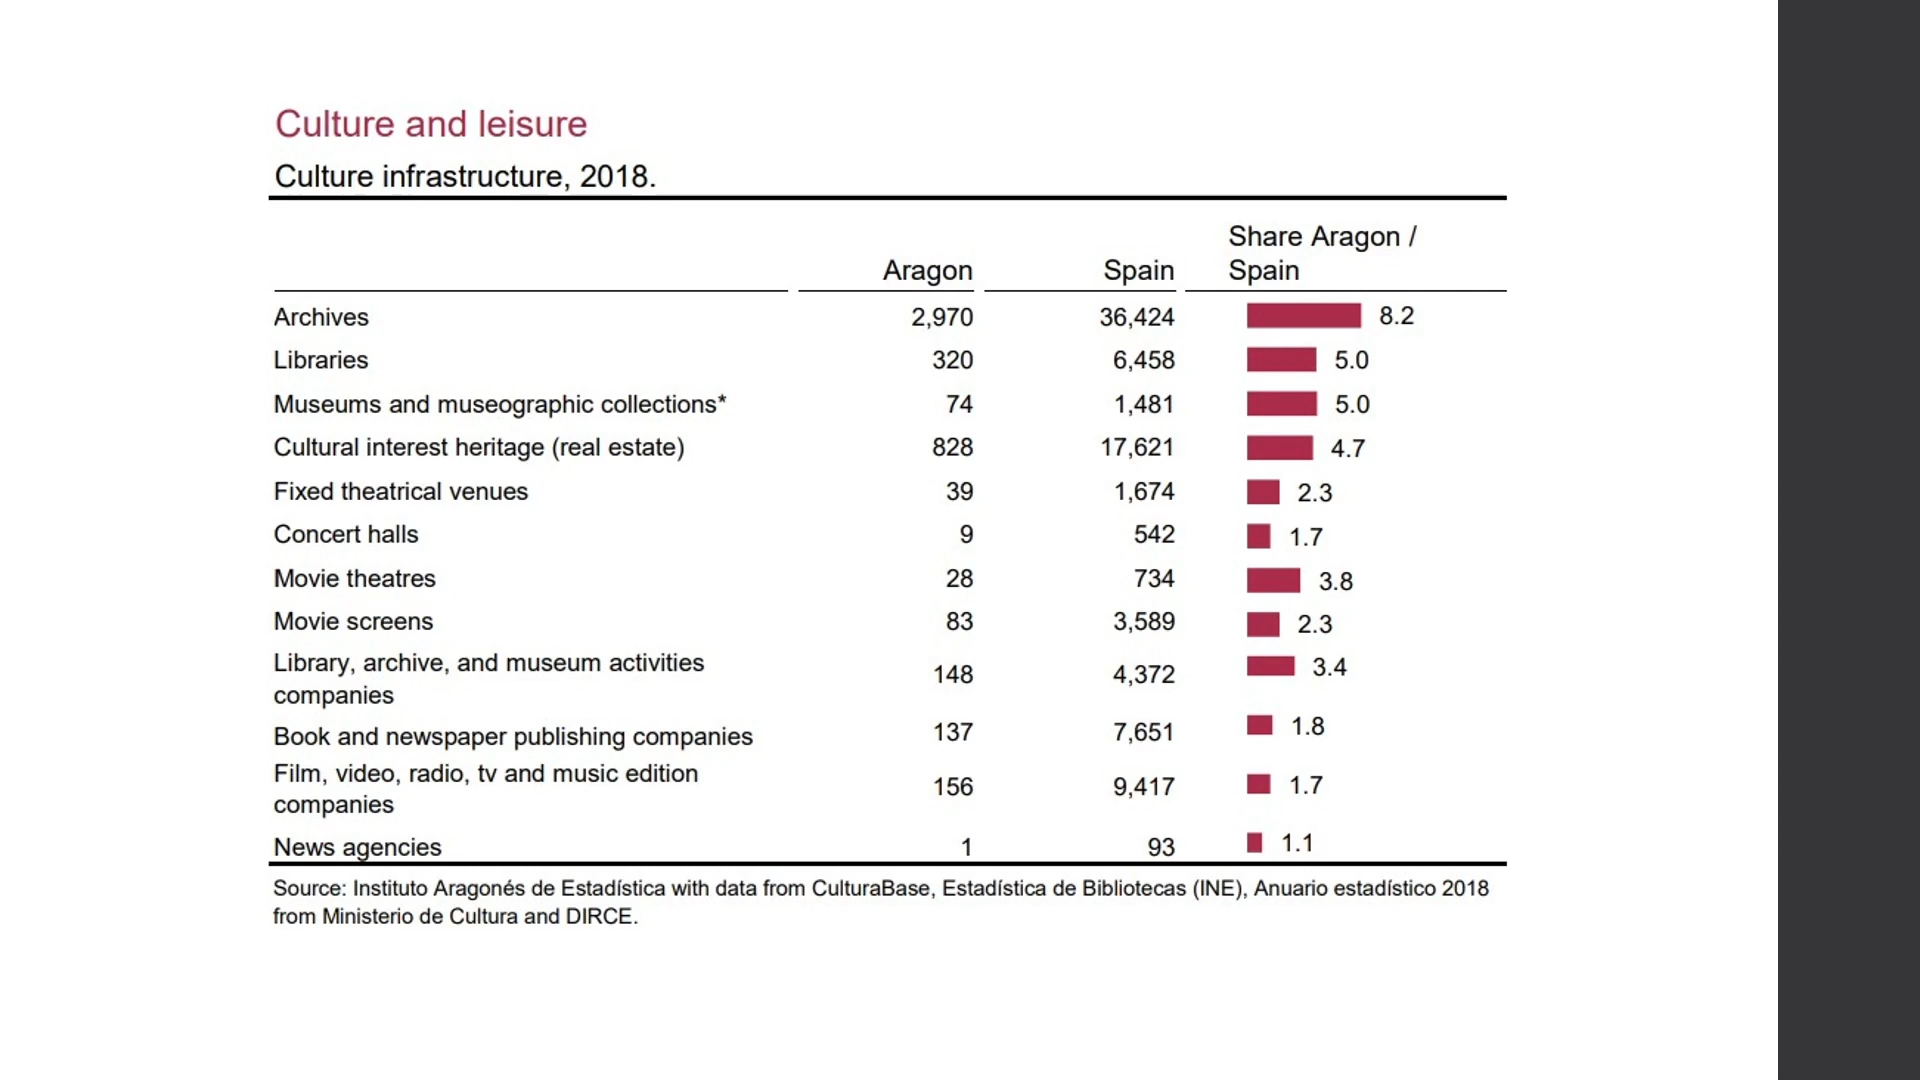 Culture and leisure
Culture infrastructure, 2018.
Share Aragon /
Aragon Spain Spain
Archives 2,970 36,424 8.2
Libraries 320 6,458 5.0
Museums and museographic collections* 74 1,481 5.0
Cultural interest heritage (real estate) 828 17,621 4.7
Fixed theatrical venues 39 1,674 2.3
Concert halls 9 542 1.7
Movie theatres 28 734 3.8
Movie screens 83 3,589 2.3
Library, archive, and museum activities
companies 148 4,372 3.4
Book and newspaper publishing companies 137 7,651 1.8
Film, video, radio, tv and music edition
companies 156 9,417 1.7
News agencies 1 93 1.1
Source: Instituto Aragonés de Estadística with data from CulturaBase, Estadística de Bibliotecas (INE), Anuario estadístico 2018
from Ministerio de Cultura and DIRCE.